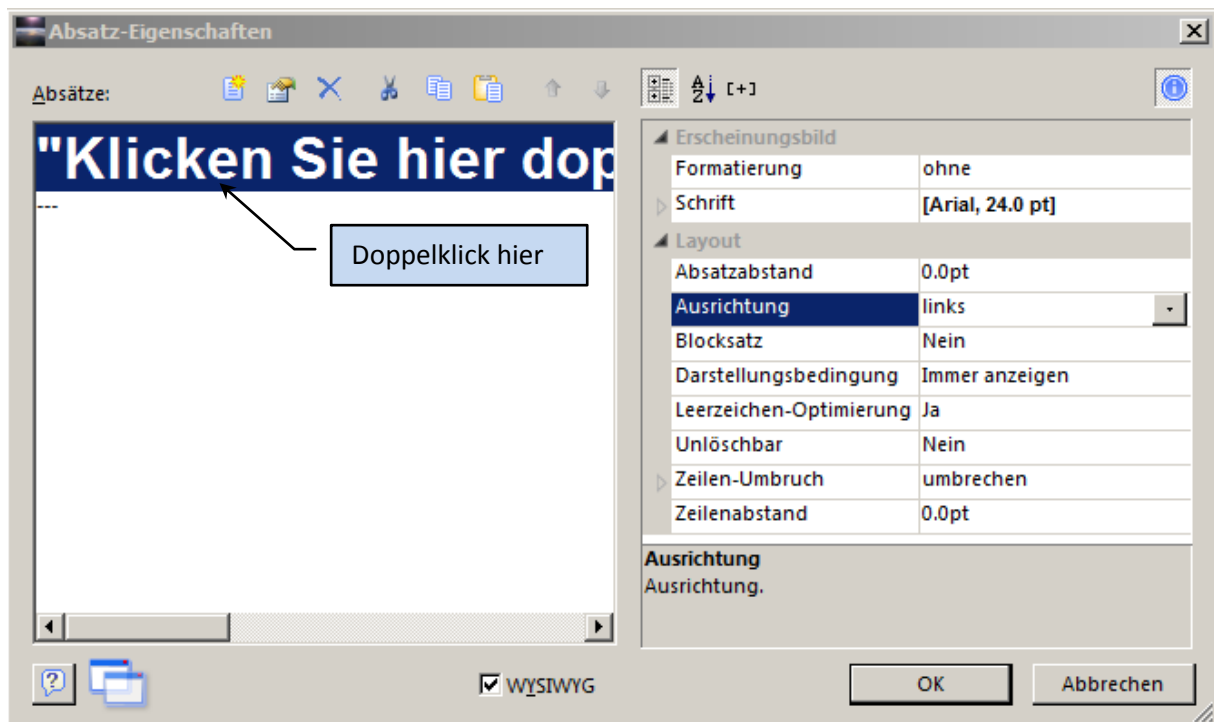 Absatz-Eigenschaften
Absätze:
[+]
"Klicken Sie hier dop
---
Doppelklick hier
Erscheinungsbild
Formatierung ohne
Schrift [Arial, 24.0 pt]
Layout
Absatzabstand 0.0pt
Ausrichtung links
Blocksatz Nein
Darstellungsbedingung Immer anzeigen
Leerzeichen-Optimierung Ja
Unlöschbar Nein
Zeilen-Umbruch umbrechen
Zeilenabstand 0.0pt
Ausrichtung
Ausrichtung.
WYSIWYG
OK
Abbrechen